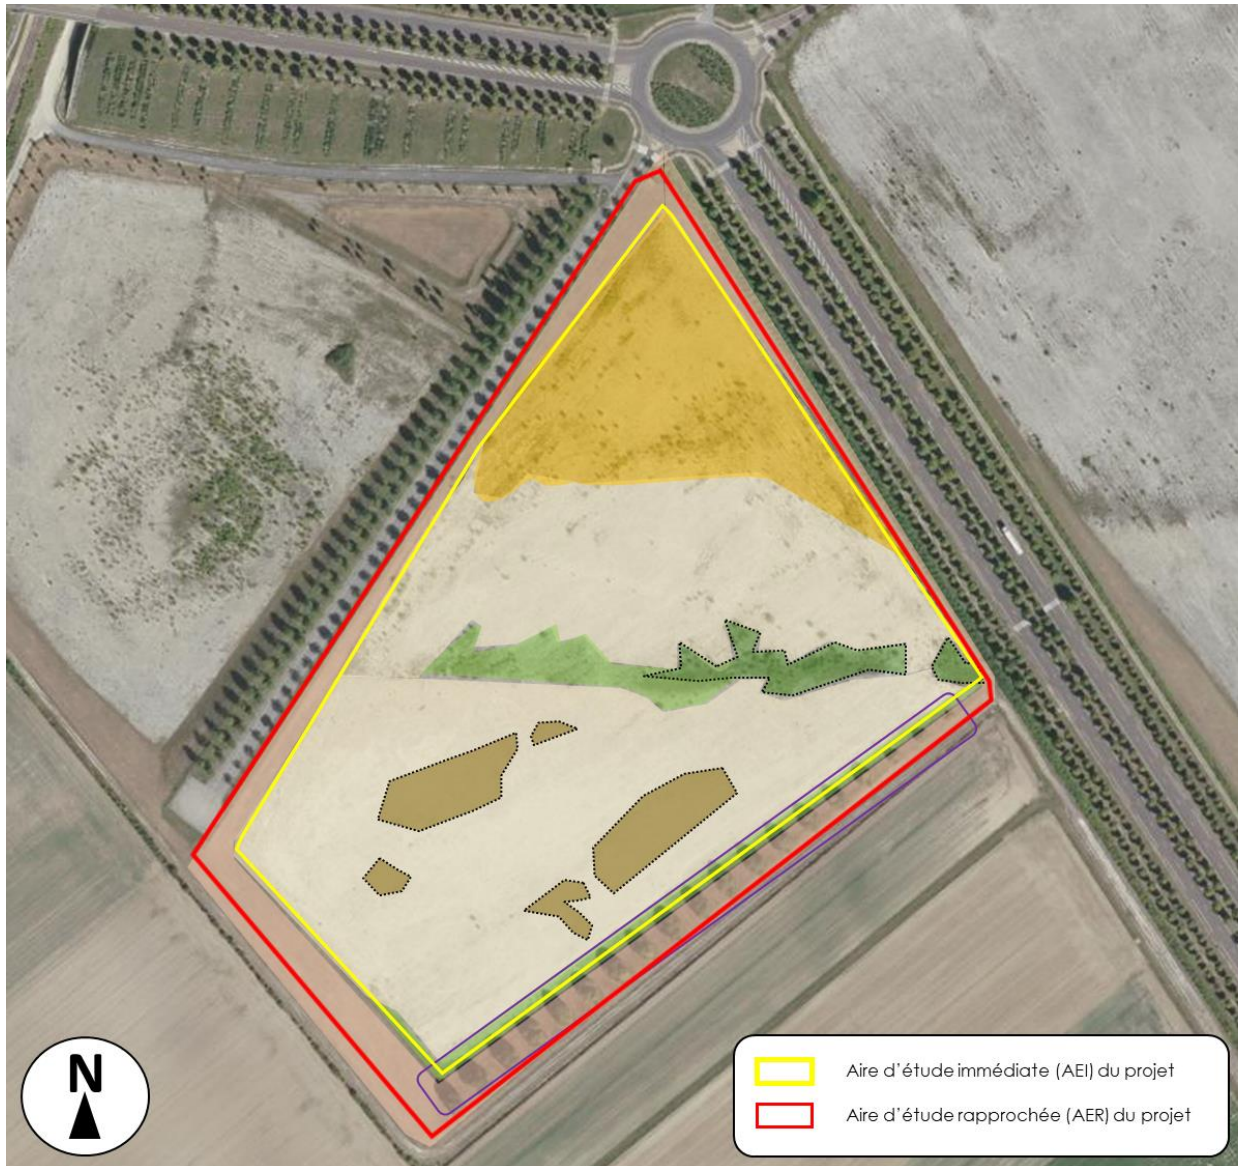 N
Aire d'étude immédiate (AEI) du projet
Aire d'étude rapprochée (AER) du projet